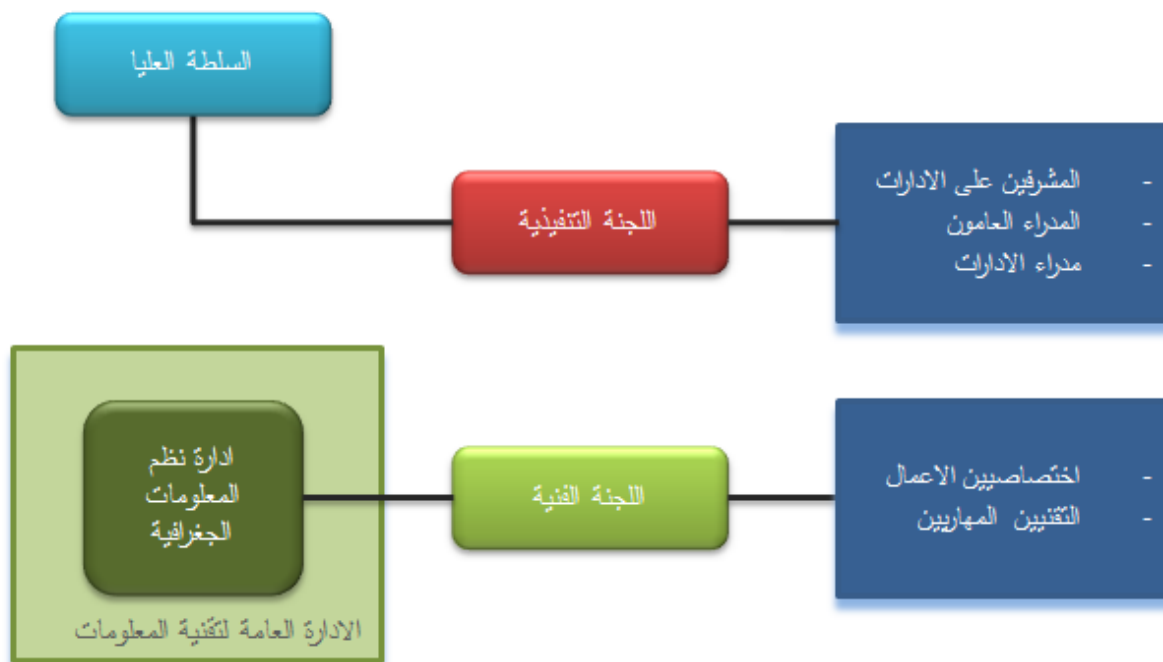 السلطة العليا
اللجنة التنفيذية
- المشرفين على الادارات
- المدراء العامون
- مدراء الادارات
ادارة نظم
المعلومات
الجغرافية
الادارة العامة لتقنية المعلومات
اللجنة الفنية
- اختصاصيين الاعمال
- التقنيين المهاريين